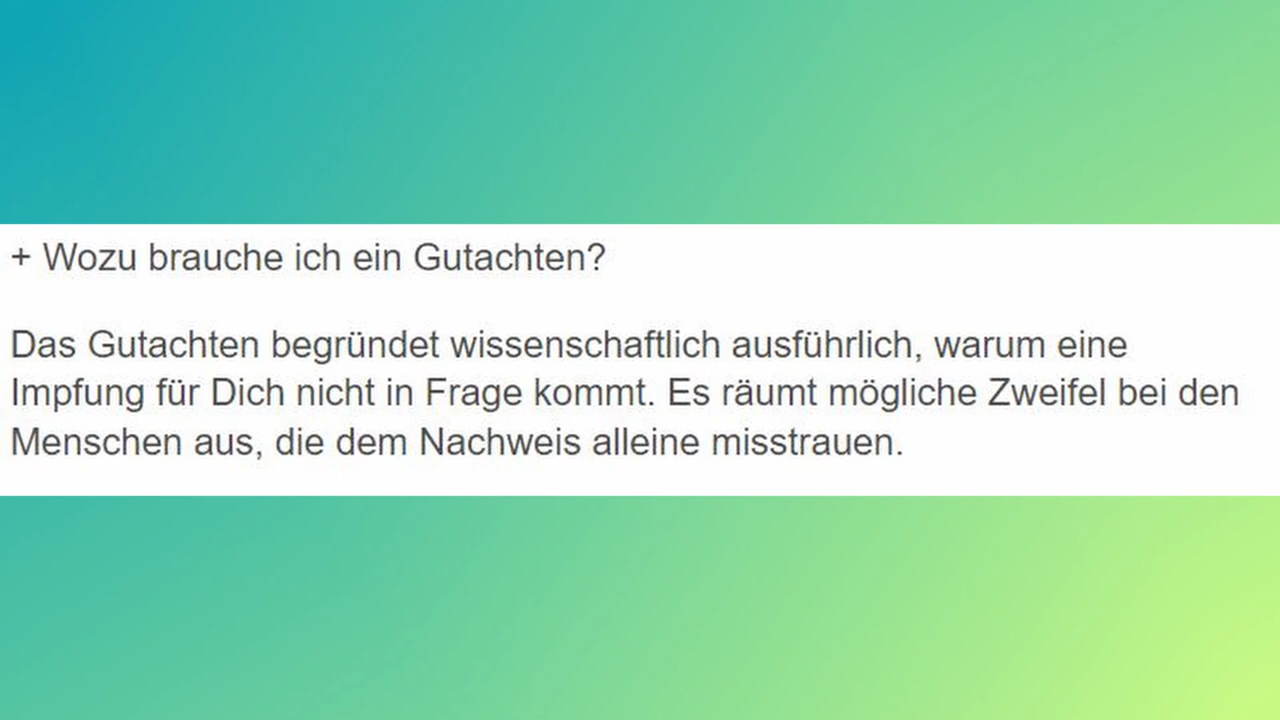 + Wozu brauche ich ein Gutachten?
Das Gutachten begründet wissenschaftlich ausführlich, warum eine
Impfung für Dich nicht in Frage kommt. Es räumt mögliche Zweifel bei den
Menschen aus, die dem Nachweis alleine misstrauen.